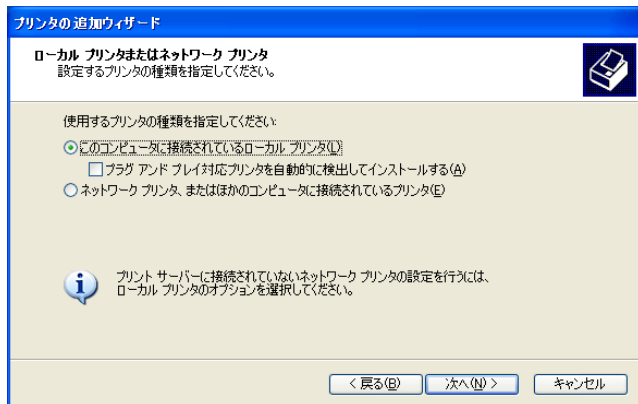 プリンタの追加ウィザード
ローカル プリンタまたはネットワーク プリンタ
設定するプリンタの種類を指定してください。
使用するプリンタの種類を指定してください:
このコンピュータに接続されているローカル プリンタ(L)
プラグ アンド プレイ対応プリンタを自動的に検出してインストールする(A)
ネットワーク プリンタ、またはほかのコンピュータに接続されているプリンタ(E)
プリント サーバーに接続されていないネットワーク プリンタの設定を行うには、
ローカル プリンタのオプションを選択してください。
< 戻る(B) 次へ(N) > キャンセル